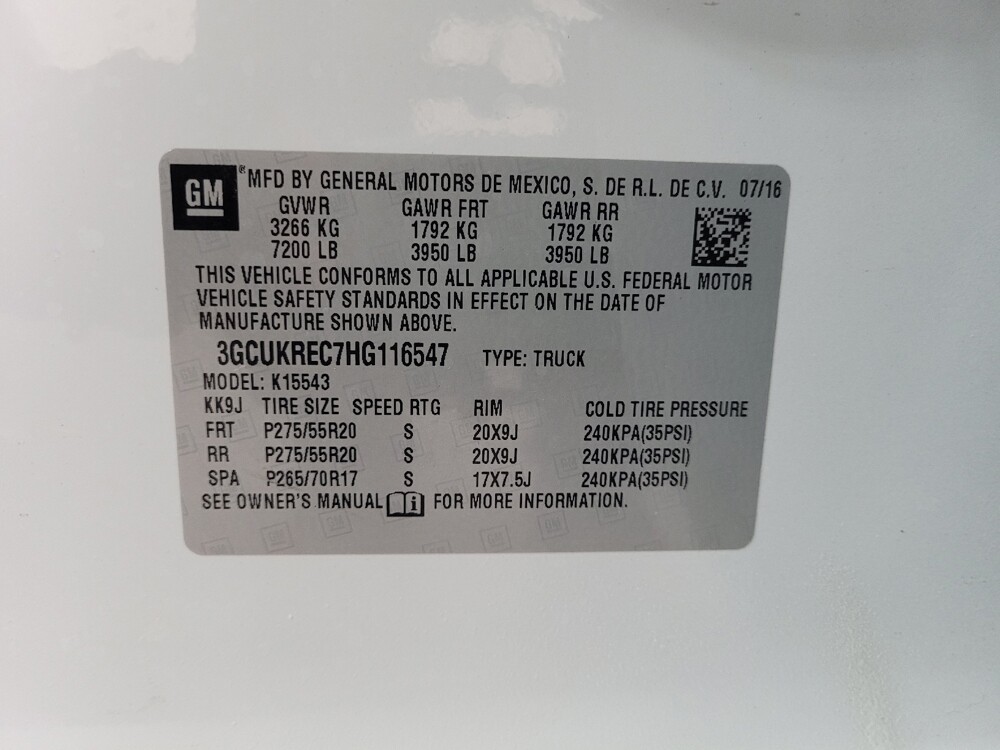 GM ® MFD BY GENERAL MOTORS DE MEXICO, S. DE R.L. DE C.V. 07/16
GVWR GAWR FRT GAWR RR
3266 KG 1792 KG 1792 KG
7200 LB 3950 LB 3950 LB
THIS VEHICLE CONFORMS TO ALL APPLICABLE U.S. FEDERAL MOTOR
VEHICLE SAFETY STANDARDS IN EFFECT ON THE DATE OF
MANUFACTURE SHOWN ABOVE.
3GCUKREC7HG116547 TYPE: TRUCK
MODEL: K15543
KK9J TIRE SIZE SPEED RTG RIM COLD TIRE PRESSURE
FRT P275/55R20 S 20X9J 240KPA(35PSI)
RR P275/55R20 S 20X9J 240KPA(35PSI)
SPA P265/70R17 S 17X7.5J 240KPA(35PSI)
SEE OWNER'S MANUAL i FOR MORE INFORMATION.